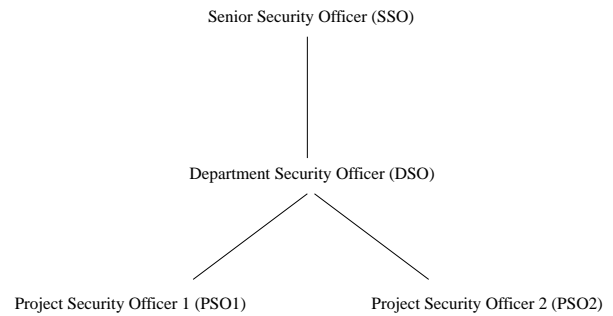 Senior Security Officer (SSO)
Department Security Officer (DSO)
Project Security Officer 1 (PSO1)
Project Security Officer 2 (PSO2)